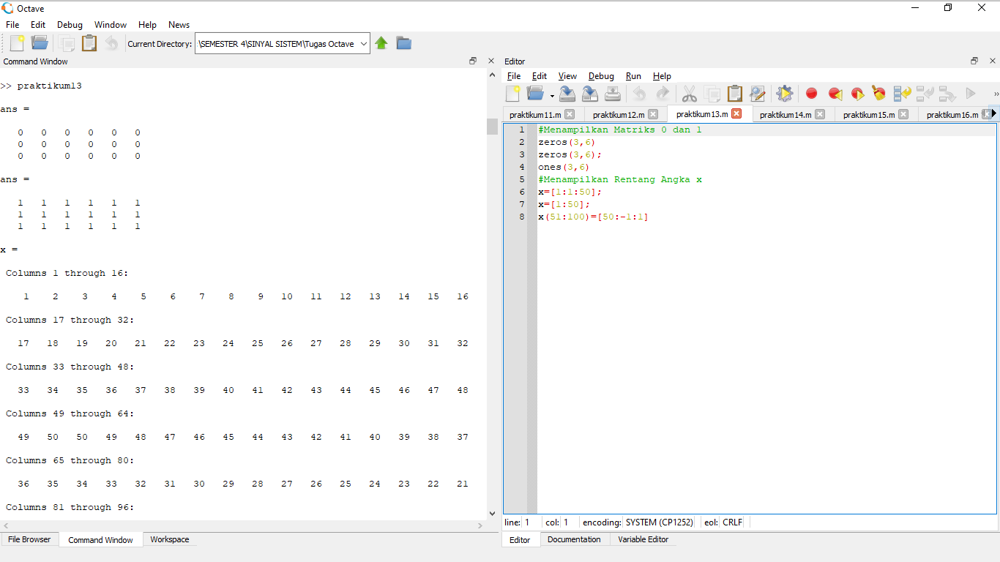 Octave
File Edit Debug Window Help News
Current Directory: :\SEMESTER 4\SINYAL SISTEM\Tugas Octave
Command Window
>> praktikum13
ans =
0 0 0 0 0 0
0 0 0 0 0 0
0 0 0 0 0 0
ans =
1 1 1 1 1 1
1 1 1 1 1 1
1 1 1 1 1 1
x =
Columns 1 through 16:
1 2 3 4 5 6 7 8 9 10 11 12 13 14 15 16
Columns 17 through 32:
17 18 19 20 21 22 23 24 25 26 27 28 29 30 31 32
Columns 33 through 48:
33 34 35 36 37 38 39 40 41 42 43 44 45 46 47 48
Columns 49 through 64:
49 50 50 49 48 47 46 45 44 43 42 41 40 39 38 37
Columns 65 through 80:
36 35 34 33 32 31 30 29 28 27 26 25 24 23 22 21
Columns 81 through 96:
File Browser Command Window Workspace
Editor
File Edit View Debug Run Help
praktikum11.m praktikum12.m praktikum13.m praktikum14.m praktikum15.m praktikum16.m
1 #Menampilkan Matriks 0 dan 1
2 zeros(3,6)
3 zeros(3,6);
4 ones(3,6)
5 #Menampilkan Rentang Angka x
6 x=[1:1:50];
7 x=[1:50];
8 x(51:100)=[50:-1:1]
line: 1 col: 1 encoding: SYSTEM (CP1252) eol: CRLF
Editor Documentation Variable Editor